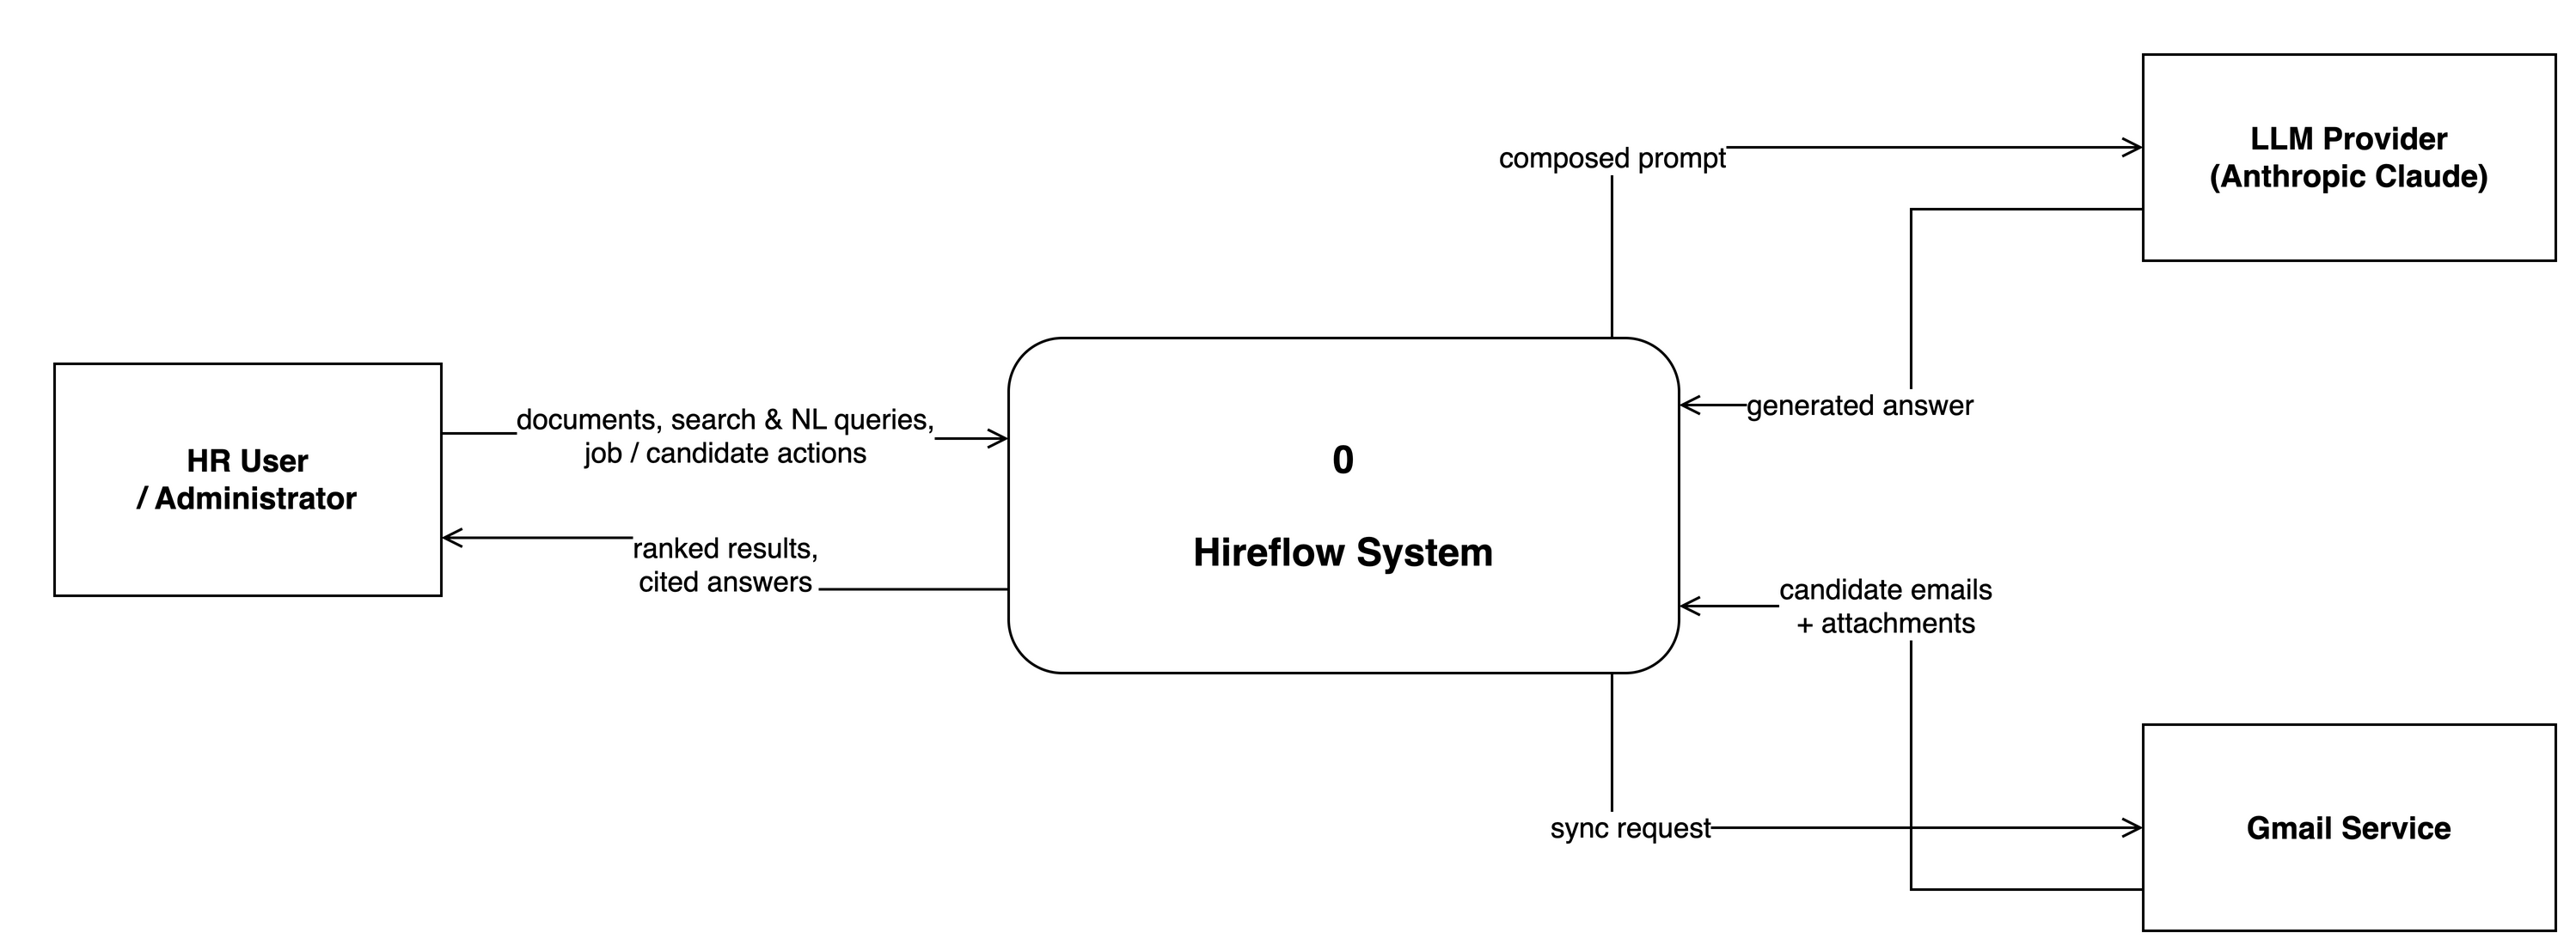 LLM Provider
(Anthropic Claude)
composed prompt
generated answer
HR User
/ Administrator
documents, search & NL queries,
job / candidate actions
ranked results,
cited answers
0
Hireflow System
candidate emails
+ attachments
sync request
Gmail Service